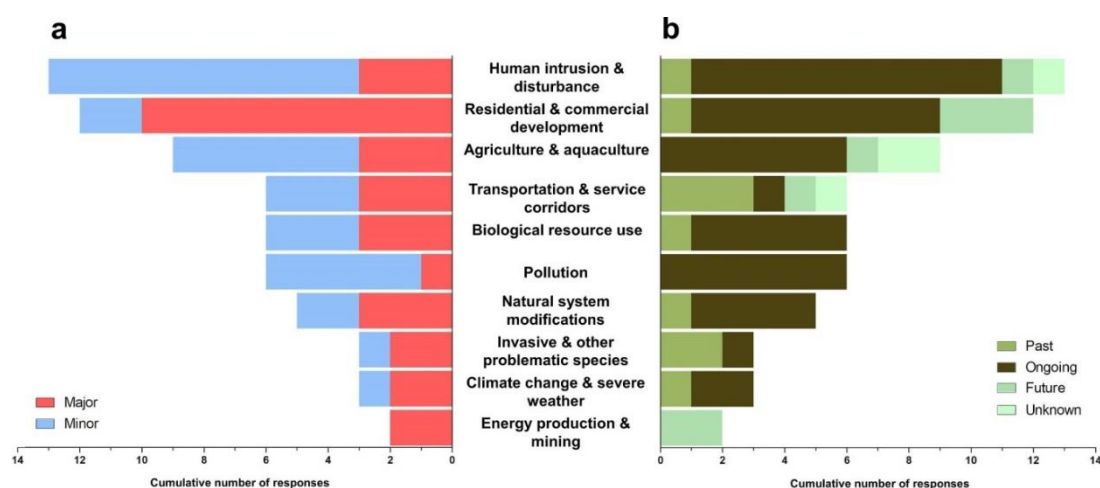 a
b
Human intrusion &
disturbance
Residential & commercial
development
Agriculture & aquaculture
Transportation & service
corridors
Biological resource use
Pollution
Natural system
modifications
Invasive & other
problematic species
Climate change & severe
weather
Energy production &
mining
Major
Minor
Past
Ongoing
Future
Unknown
14 12 10 8 6 4 2 0
0 2 4 6 8 10 12 14
Cumulative number of responses
Cumulative number of responses